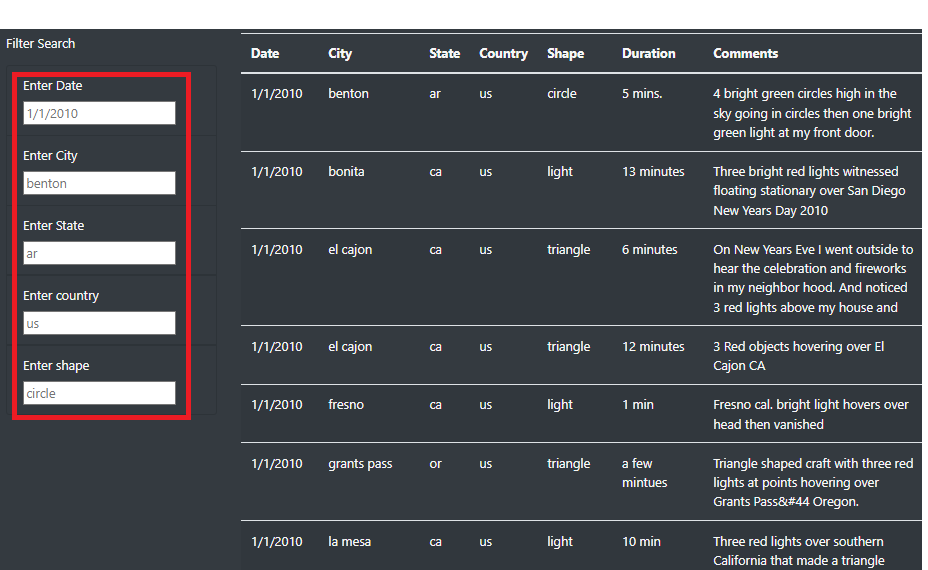 Filter Search
Enter Date
1/1/2010
Enter City
benton
Enter State
ar
Enter country
us
Enter shape
circle
Date City State Country Shape Duration Comments
1/1/2010 benton ar us circle 5 mins. 4 bright green circles high in the
sky going in circles then one bright
green light at my front door.
1/1/2010 bonita ca us light 13 minutes Three bright red lights witnessed
floating stationary over San Diego
New Years Day 2010
1/1/2010 el cajon ca us triangle 6 minutes On New Years Eve I went outside to
hear the celebration and fireworks
in my neighbor hood. And noticed
3 red lights above my house and
1/1/2010 el cajon ca us triangle 12 minutes 3 Red objects hovering over El
Cajon CA
1/1/2010 fresno ca us light 1 min Fresno cal. bright light hovers over
head then vanished
1/1/2010 grants pass or us triangle a few Triangle shaped craft with three red
mintues lights at points hovering over
Grants Pass&#44 Oregon.
1/1/2010 la mesa ca us light 10 min Three red lights over southern
California that made a triangle